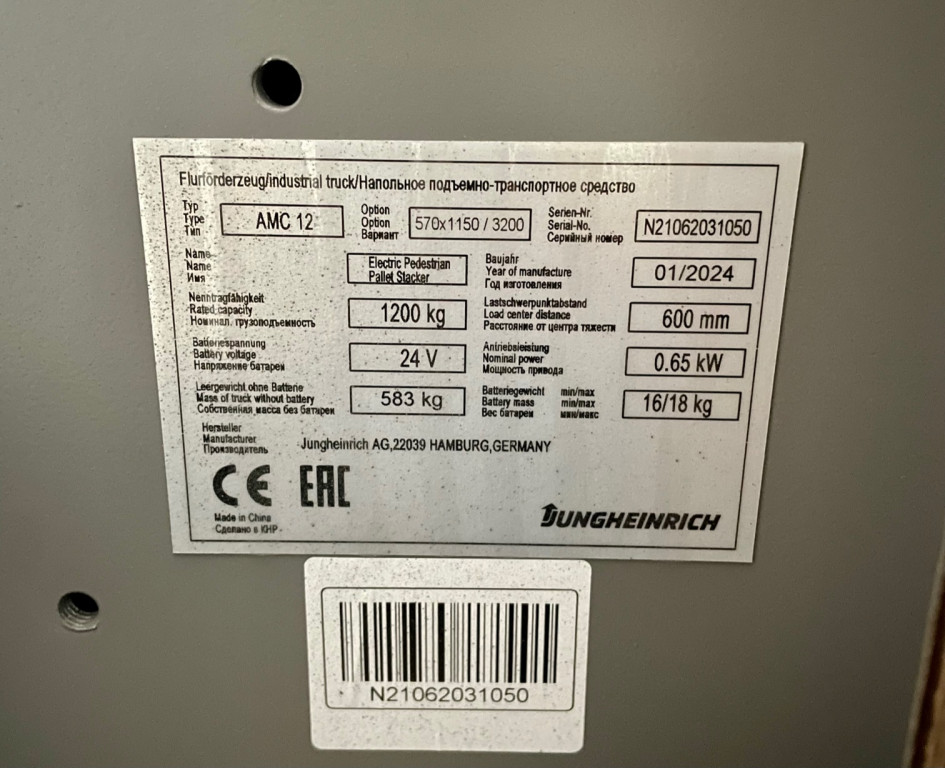 Flurförderzeug/industrial truck/Напольное подъемно-транспортное средство
Typ
Type
Тип
AMC 12
Option
Option
Вариант
570x1150 / 3200
Serien-Nr.
Serial-No.
Серийный номер
N21062031050
Name
Name
Имя
Electric Pedestrian
Pallet Stacker
Baujahr
Year of manufacture
Год изготовления
01/2024
Nenntragfähigkeit
Rated capacity
Номинал. грузоподъемность
1200 kg
Lastschwerpunktabstand
Load center distance
Расстояние от центра тяжести
600 mm
Batteriespannung
Battery voltage
Напряжение батареи
24 V
Antriebsleistung
Nominal power
Мощность привода
0.65 kW
Leergewicht ohne Batterie
Mass of truck without battery
Собственная масса без батареи
583 kg
Batteriegewicht min/max
Battery mass min/max
Вес батареи мин/макс
16/18 kg
Hersteller
Manufacturer
Производитель
Jungheinrich AG,22039 HAMBURG,GERMANY
CE EAC
Made in China
Сделано в КНР
JUNGHEINRICH
N21062031050